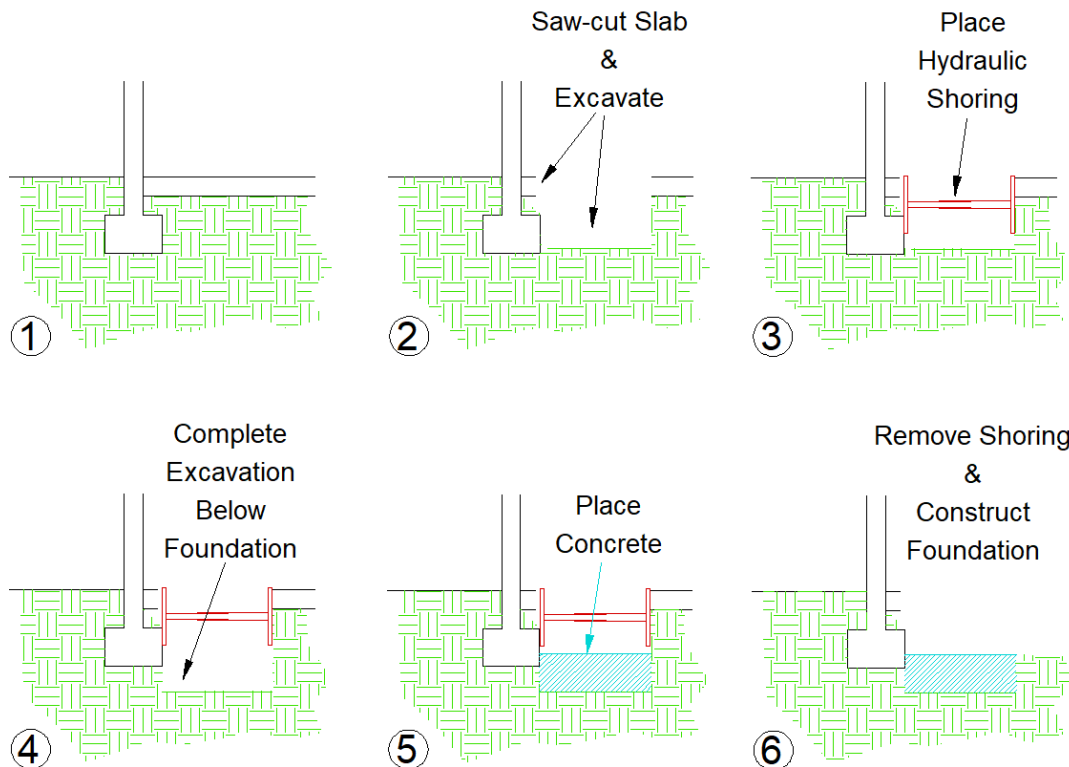 Saw-cut Slab
&
Excavate
Place
Hydraulic
Shoring
1
2
3
Complete
Excavation
Below
Foundation
Place
Concrete
Remove Shoring
&
Construct
Foundation
4
5
6